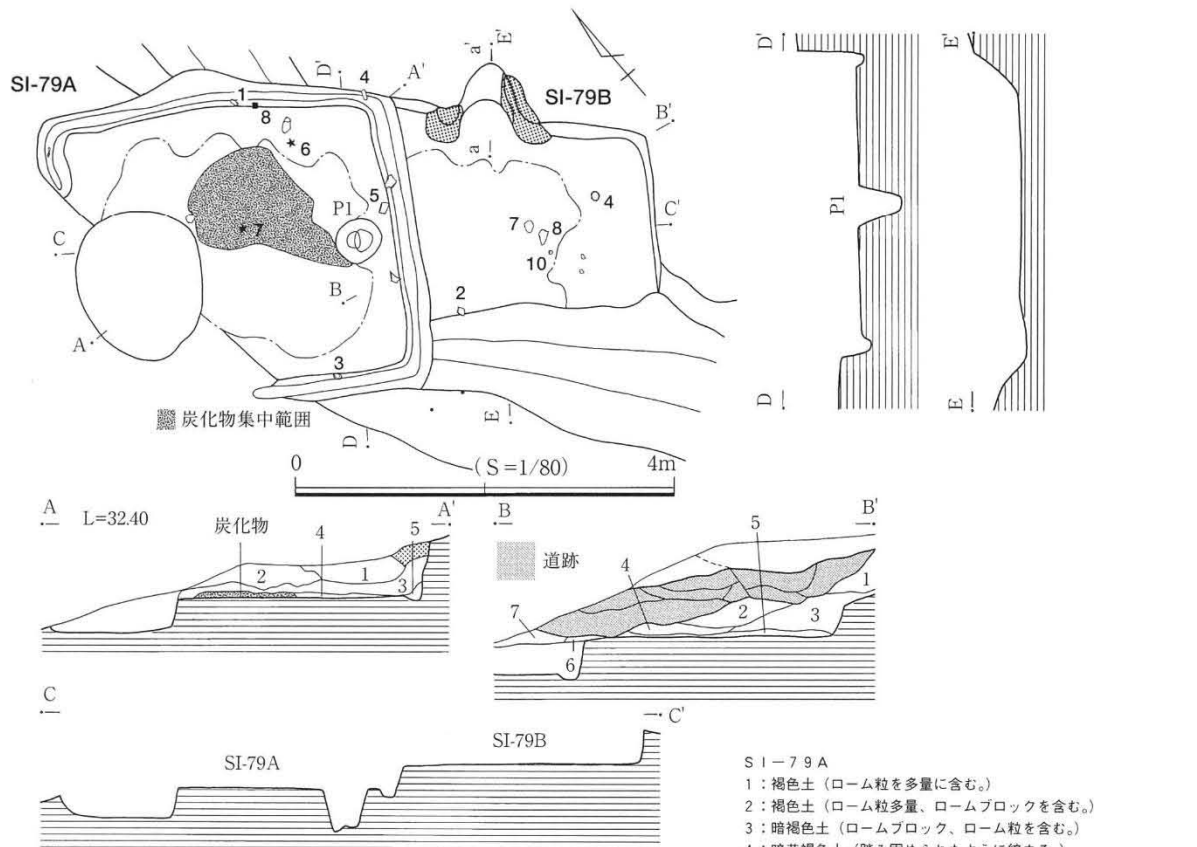 SI-79A
1
8
6
7
5
P1
4
D'
A'
a'
E'
SI-79B
B'
a
4
7
8
10
C'
2
C
B
A
3
D
E
炭化物集中範囲
D'
E'
P1
D
E
0
(S=1/80)
4m
A
L=32.40
炭化物
4
A'
5
2
1
3
B
道跡
4
5
B'
1
2
3
7
6
C
C'
SI-79A
SI-79B
SI-79A
1:褐色土(ローム粒を多量に含む。)
2:褐色土(ローム粒多量、ロームブロックを含む。)
3:暗褐色土(ロームブロック、ローム粒を含む。)